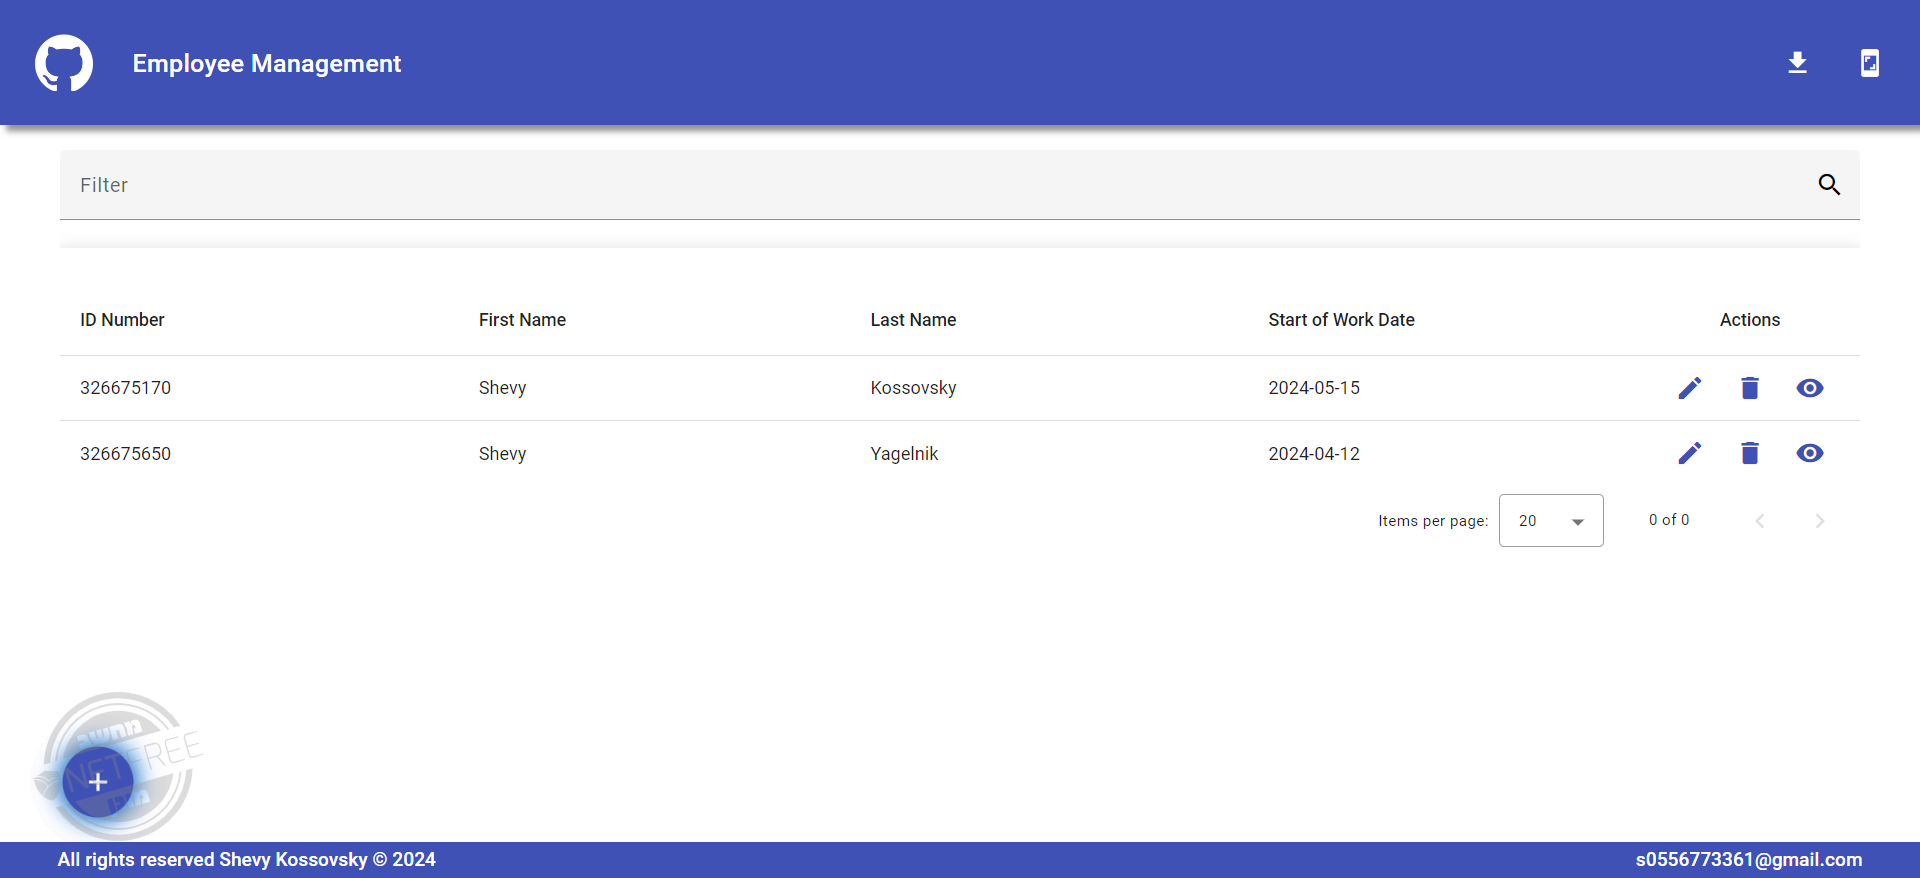 Employee Management
Filter
ID Number First Name Last Name Start of Work Date Actions
326675170 Shevy Kossovsky 2024-05-15
326675650 Shevy Yagelnik 2024-04-12
Items per page: 20 0 of 0
NETFREE
+
All rights reserved Shevy Kossovsky © 2024 s0556773361@gmail.com